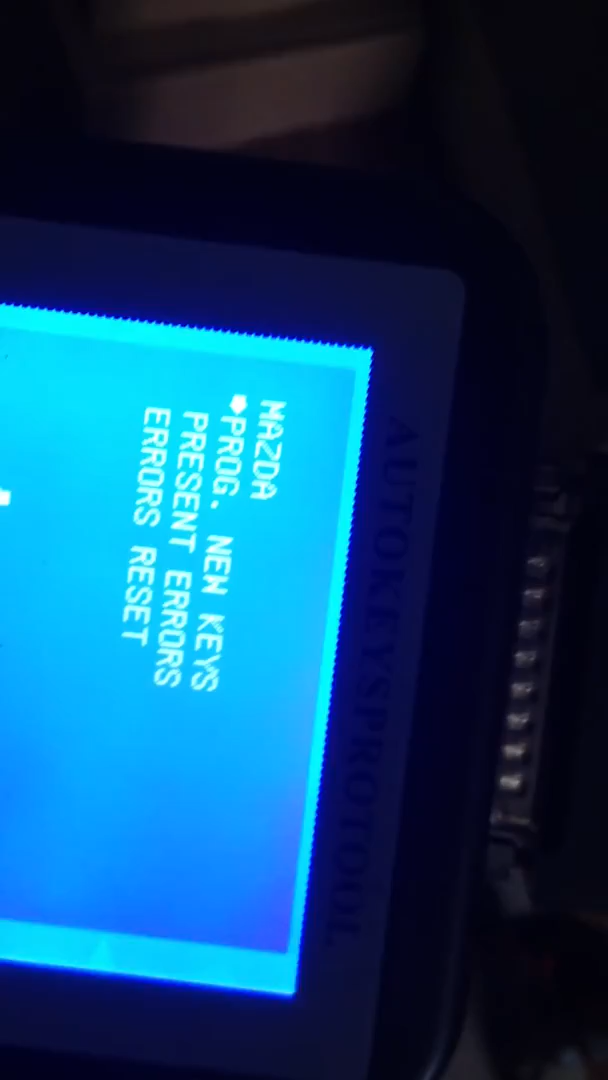 AUTOKEYSPROTOOL
MAZDA
PROG. NEW KEYS
PRESENT ERRORS
ERRORS RESET